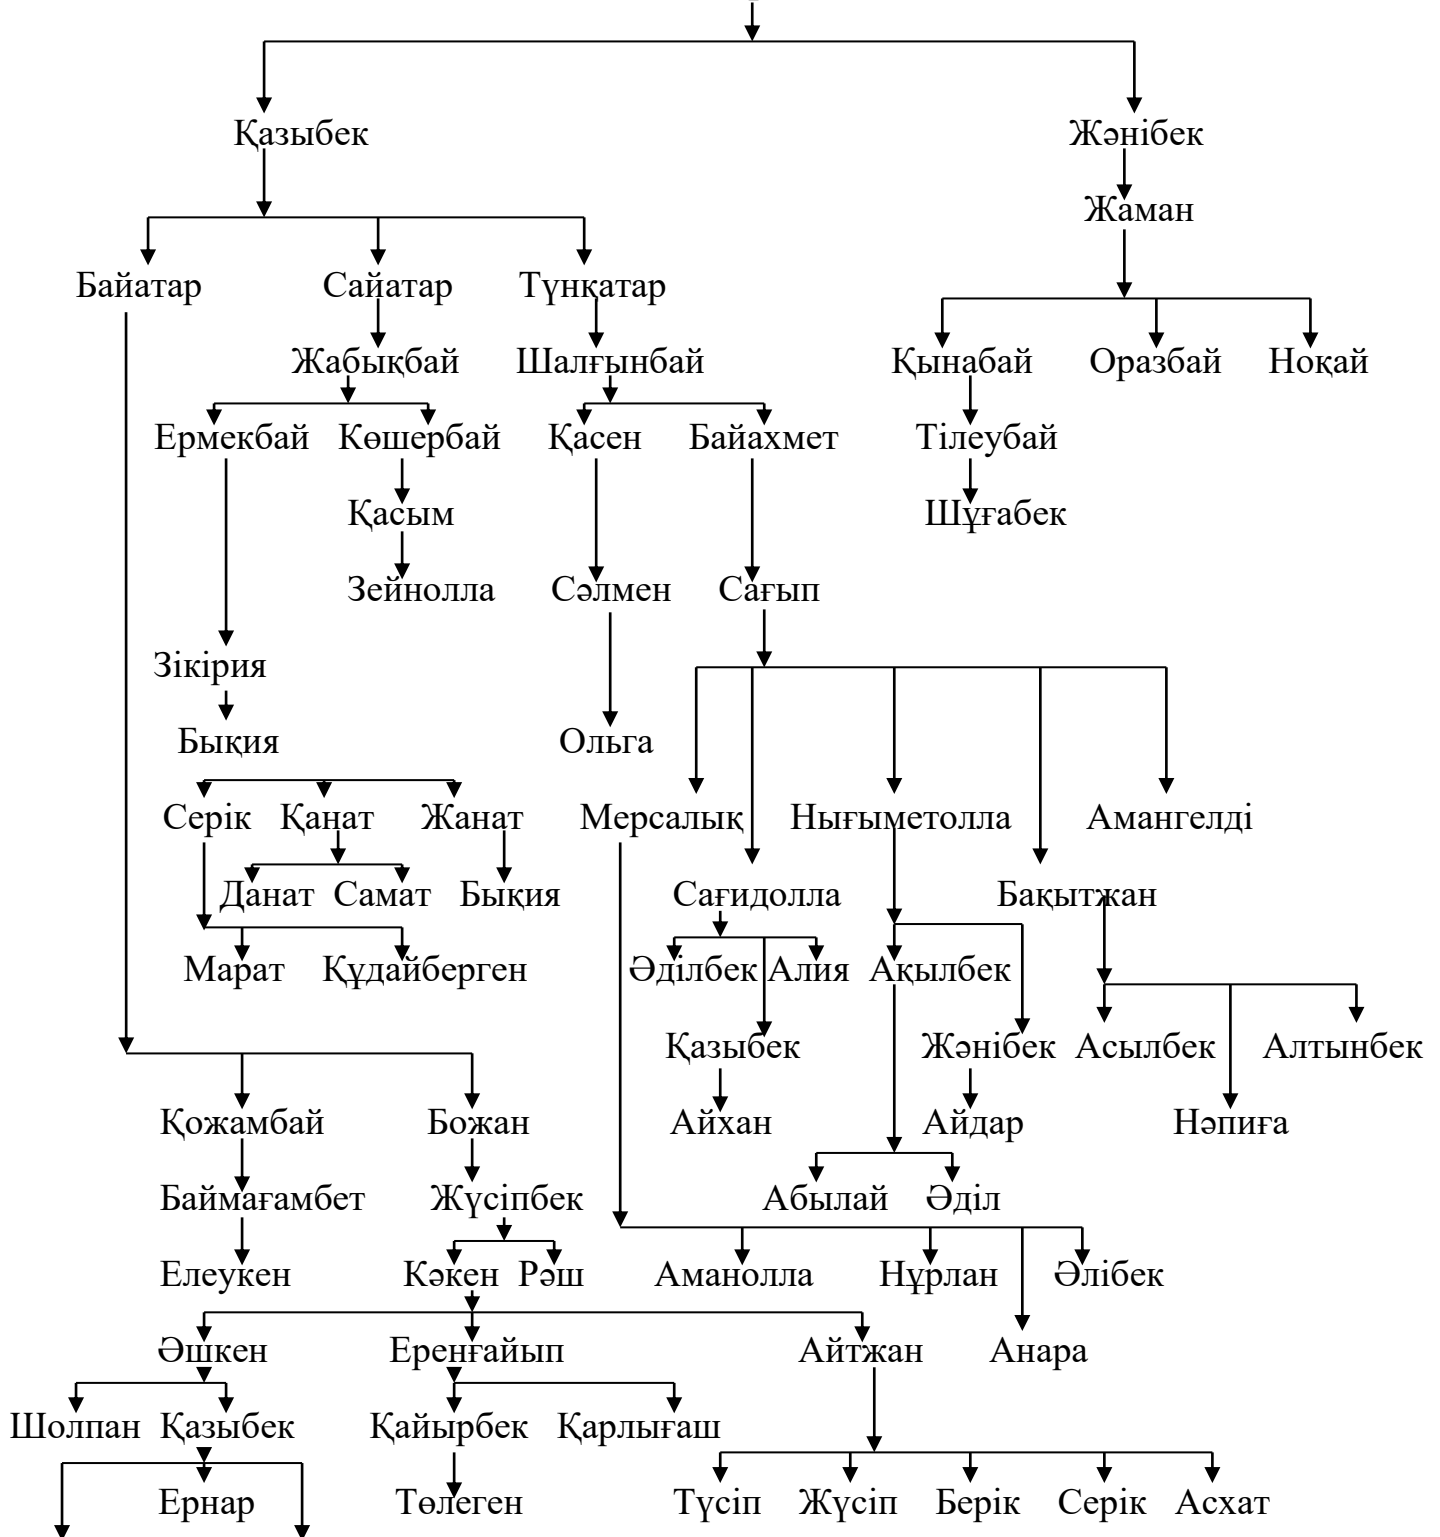 Қазыбек Жәнібек
Жаман
Байатар Сайатар Түнқатар
Жабықбай Шалғынбай Қынабай Оразбай Ноқай
Ермекбай Көшербай Қасен Байахмет Тілеубай
Қасым Шұғабек
Зейнолла Сәлмен Сағып
Зікірия
Бықия Ольга
Серік Қанат Жанат Мерсалық Нығыметолла Амангелді
Данат Самат Бықия Сағидолла Бақытжан
Марат Құдайберген Әділбек Алия Ақылбек
Қазыбек Жәнібек Асылбек Алтынбек
Қожамбай Божан Айхан Айдар Нәпиға
Баймағамбет Жүсіпбек Абылай Әділ
Елеукен Кәкен Рәш Аманолла Нұрлан Әлібек
Әшкен Еренғайып Айтжан Анара
Шолпан Қазыбек Қайырбек Қарлығаш
Ернар Төлеген Түсіп Жүсіп Берік Серік Асхат